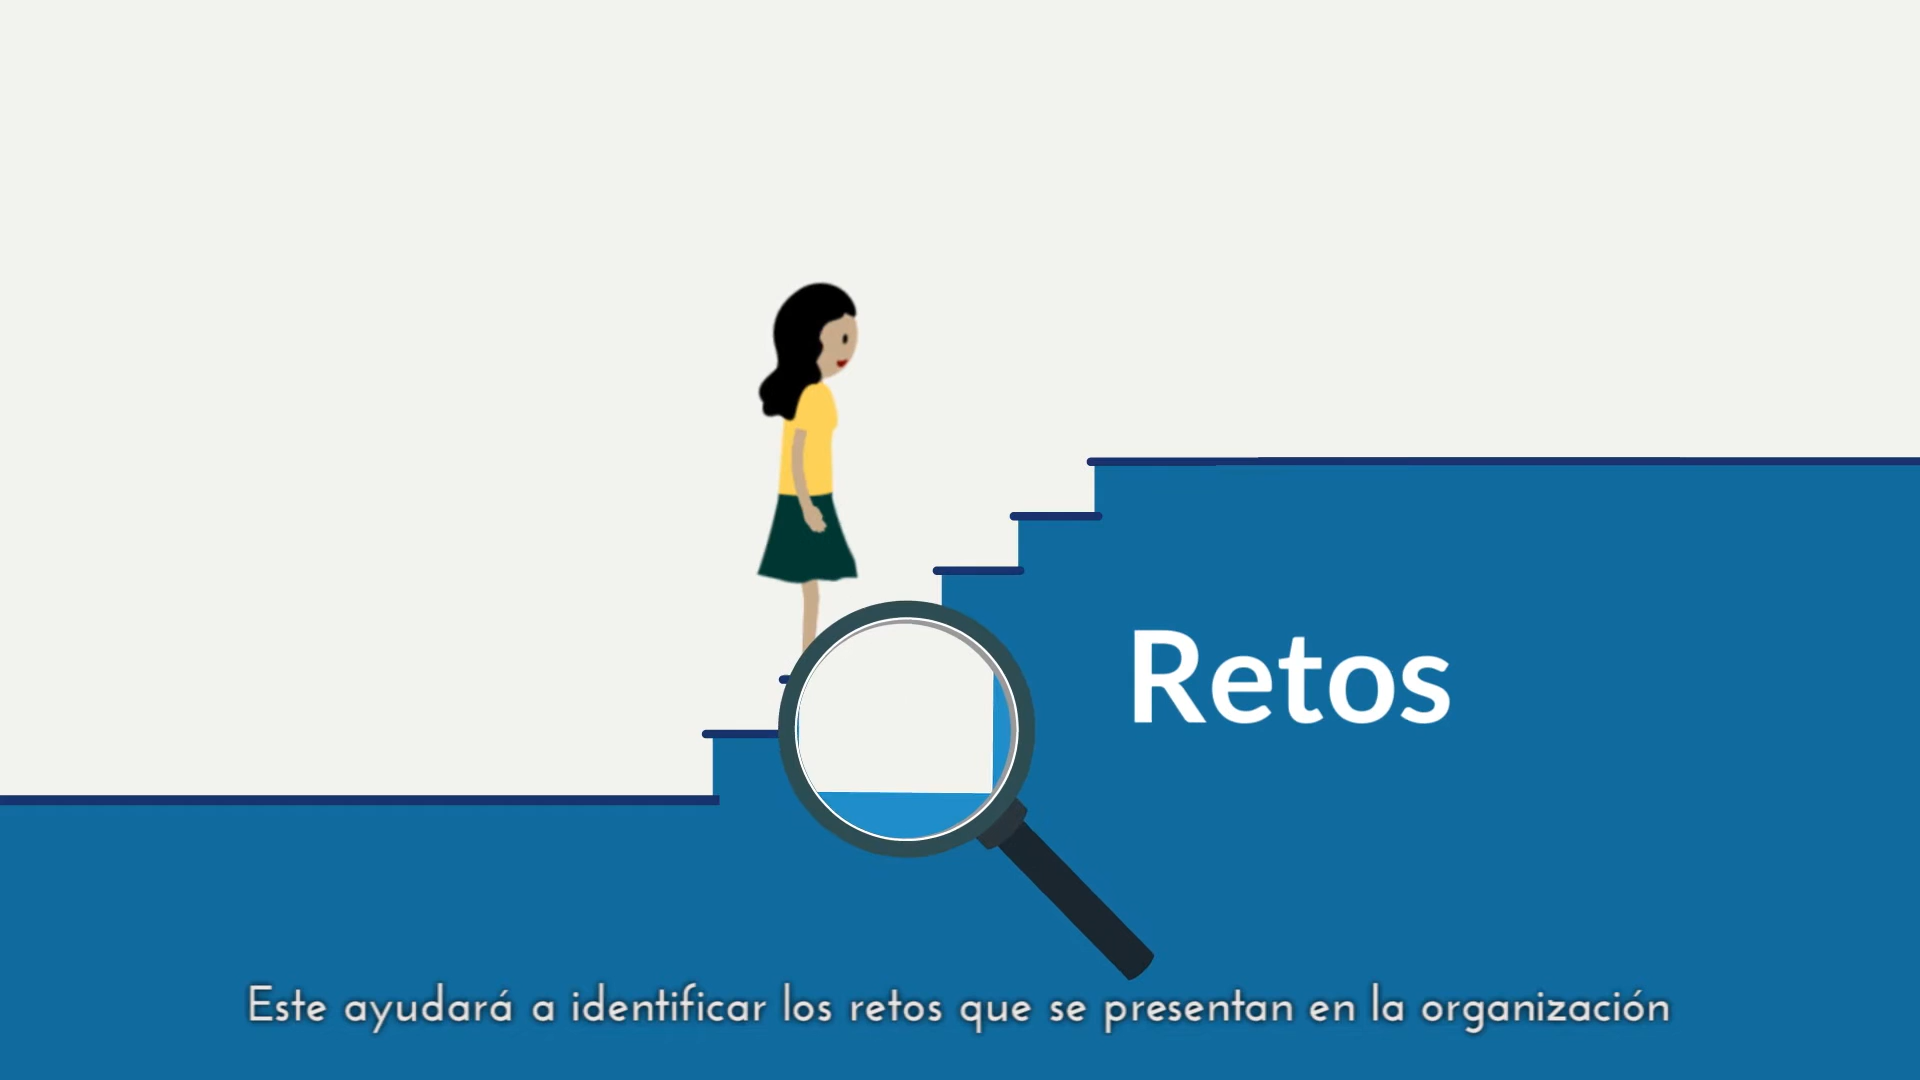 Retos
Este ayudará a identificar los retos que se presentan en la organización